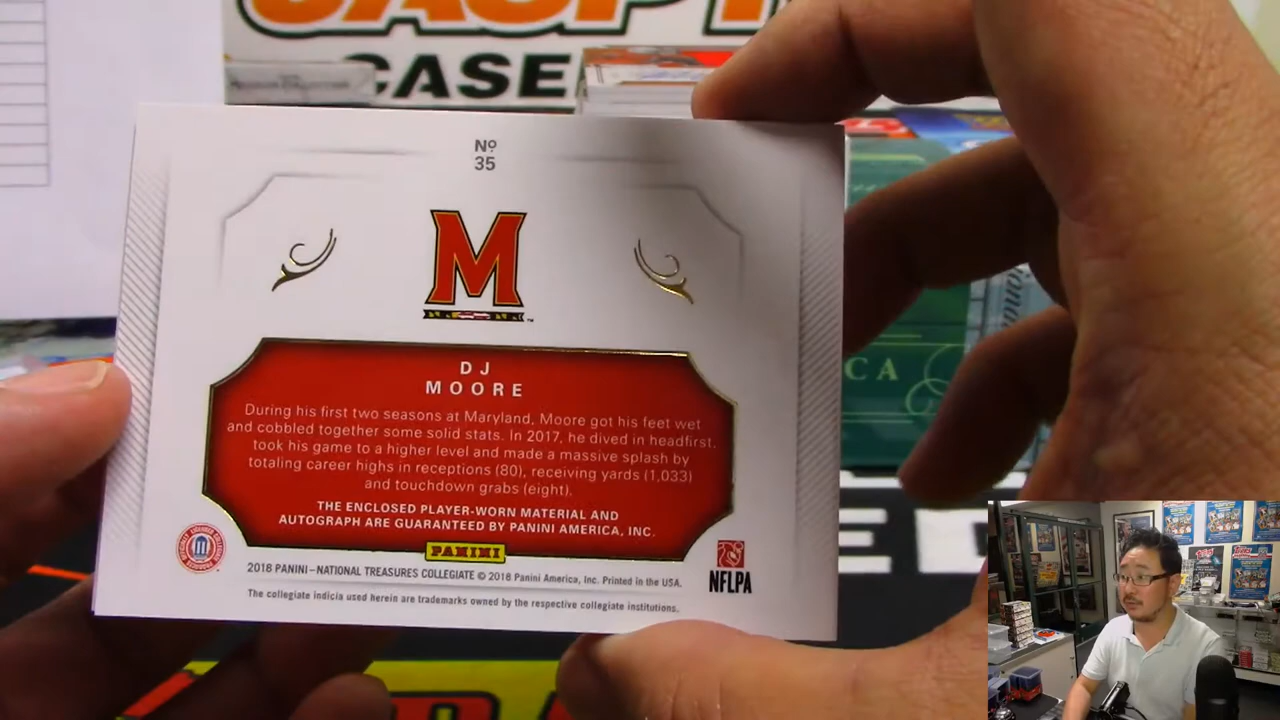 CASE
Nº
35
M
DJ
MOORE
During his first two seasons at Maryland, Moore got his feet wet
and cobbled together some solid stats. In 2017, he dived in headfirst,
took his game to a higher level and made a massive splash by
totaling career highs in receptions (80), receiving yards (1,033)
and touchdown grabs (eight).
THE ENCLOSED PLAYER-WORN MATERIAL AND
AUTOGRAPH ARE GUARANTEED BY PANINI AMERICA, INC.
PANINI
2018 PANINI – NATIONAL TREASURES COLLEGIATE © 2018 Panini America, Inc. Printed in the USA.
The collegiate indicia used herein are trademarks owned by the respective collegiate institutions.
NFLPA
CA